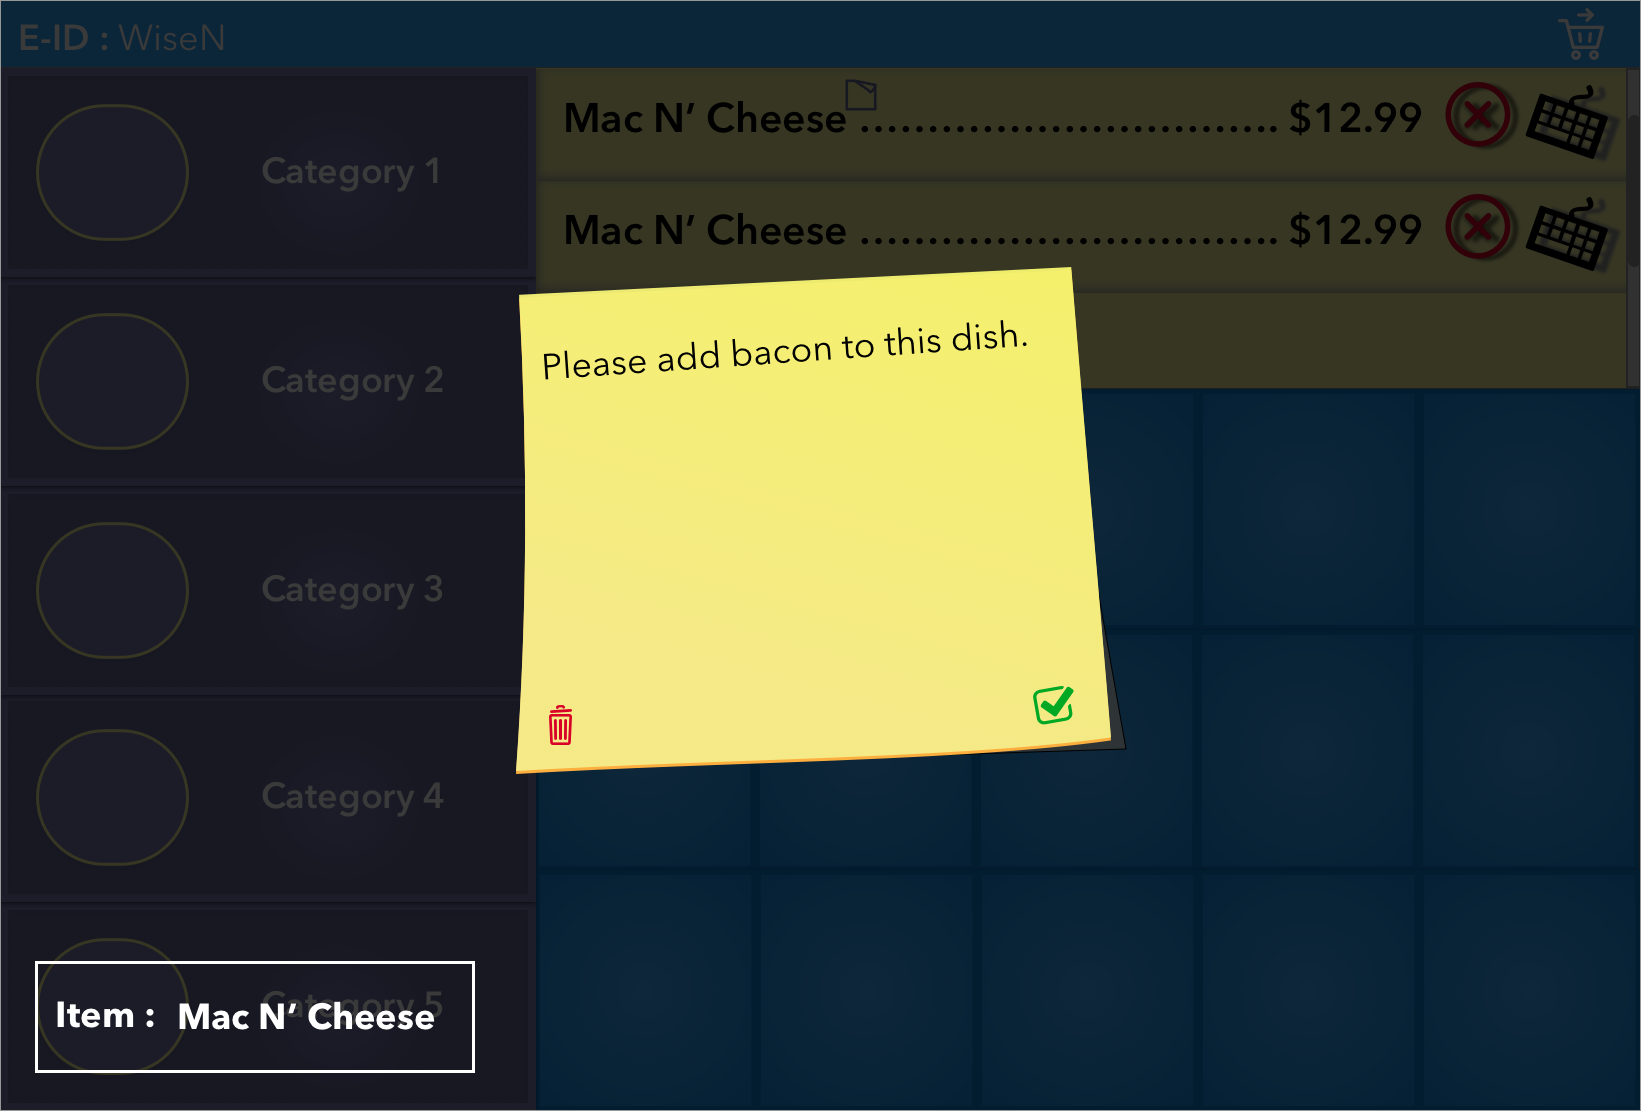 E-ID : WiseN
Category 1
Category 2
Category 3
Category 4
Category 5
Mac N’ Cheese ............................... $12.99
Mac N’ Cheese ............................... $12.99
Please add bacon to this dish.
Item : Mac N’ Cheese